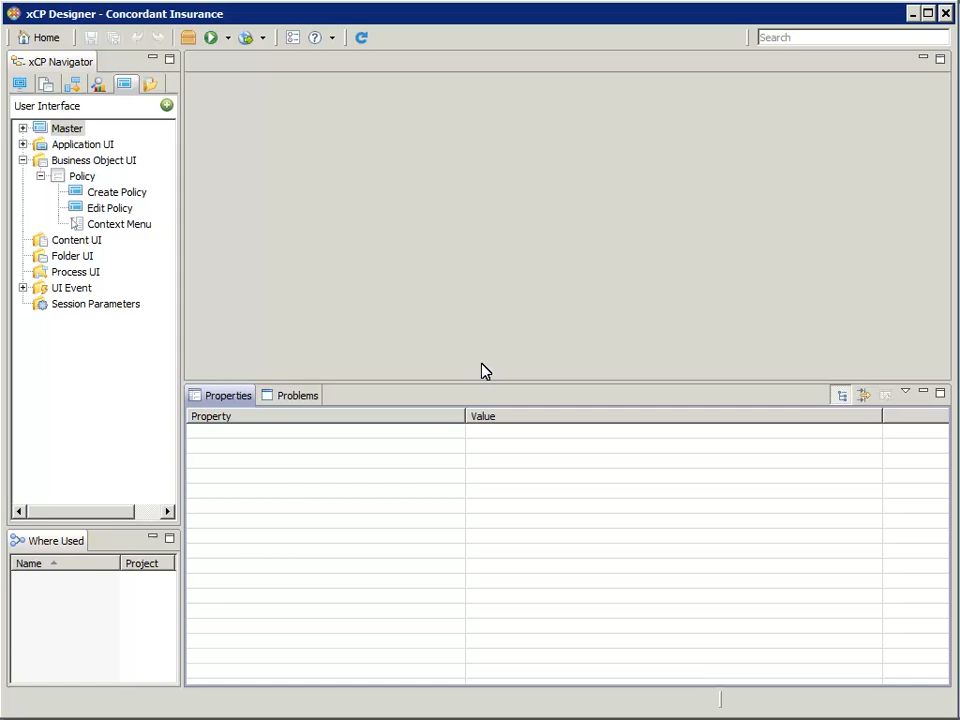 xCP Designer - Concordant Insurance
Home
Search
xCP Navigator
User Interface
Master
Application UI
Business Object UI
Policy
Create Policy
Edit Policy
Context Menu
Content UI
Folder UI
Process UI
UI Event
Session Parameters
Properties
Problems
Property
Value
Where Used
Name
Project